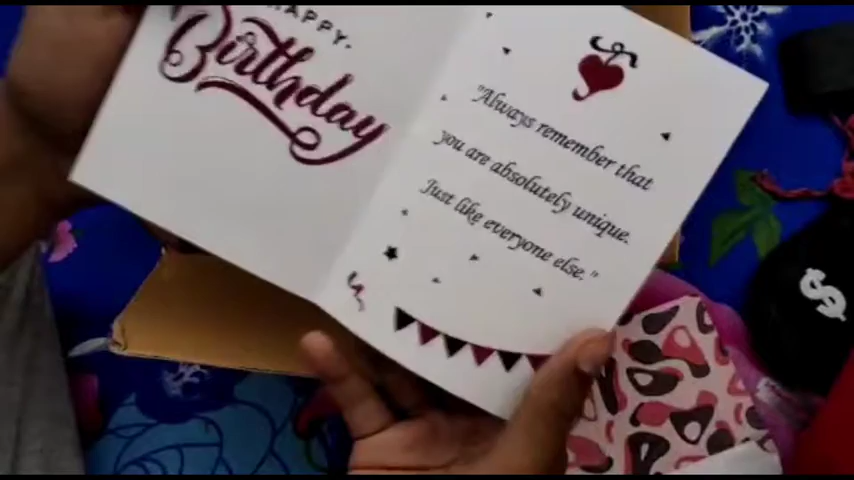 HAPPY
Birthday
"Always remember that
you are absolutely unique.
Just like everyone else."
$